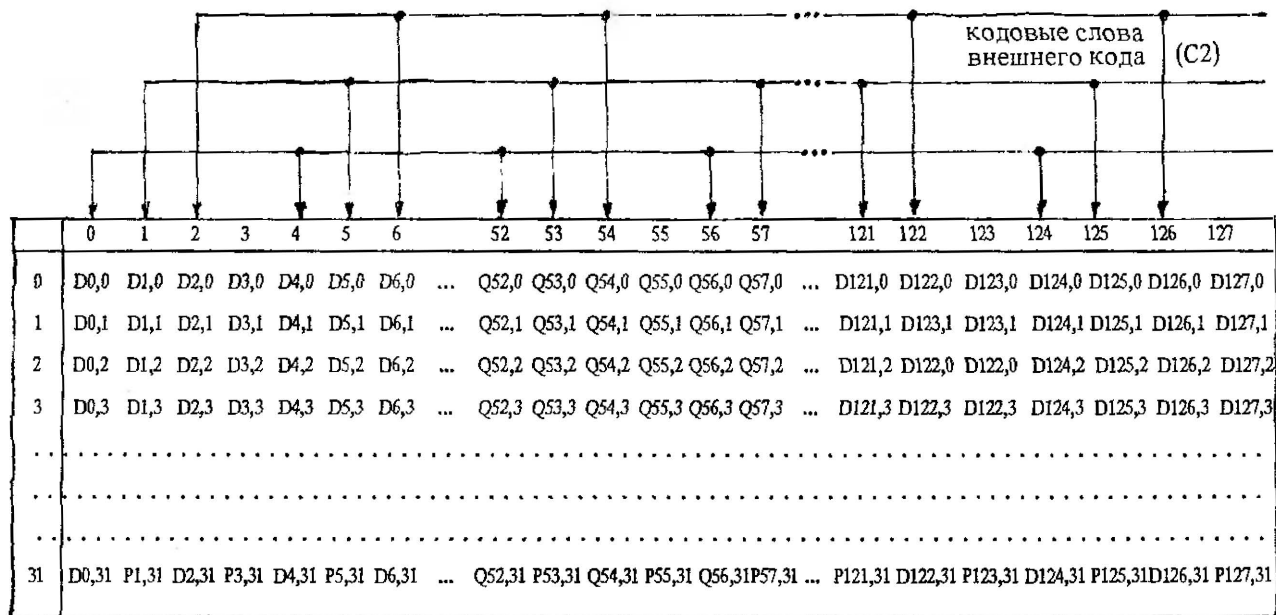 ...
кодовые слова
внешнего кода (C2)
...
...
0 1 2 3 4 5 6 52 53 54 55 56 57 121 122 123 124 125 126 127
0 D0,0 D1,0 D2,0 D3,0 D4,0 D5,0 D6,0 ... Q52,0 Q53,0 Q54,0 Q55,0 Q56,0 Q57,0 ... D121,0 D122,0 D123,0 D124,0 D125,0 D126,0 D127,0
1 D0,1 D1,1 D2,1 D3,1 D4,1 D5,1 D6,1 ... Q52,1 Q53,1 Q54,1 Q55,1 Q56,1 Q57,1 ... D121,1 D123,1 D123,1 D124,1 D125,1 D126,1 D127,1
2 D0,2 D1,2 D2,2 D3,2 D4,2 D5,2 D6,2 ... Q52,2 Q53,2 Q54,2 Q55,2 Q56,2 Q57,2 ... D121,2 D122,0 D122,0 D124,2 D125,2 D126,2 D127,2
3 D0,3 D1,3 D2,3 D3,3 D4,3 D5,3 D6,3 ... Q52,3 Q53,3 Q54,3 Q55,3 Q56,3 Q57,3 ... D121,3 D122,3 D122,3 D124,3 D125,3 D126,3 D127,3
31 D0,31 P1,31 D2,31 P3,31 D4,31 P5,31 D6,31 ... Q52,31 P53,31 Q54,31 P55,31 Q56,31 P57,31 ... P121,31 D122,31 P123,31 D124,31 P125,31 D126,31 P127,31